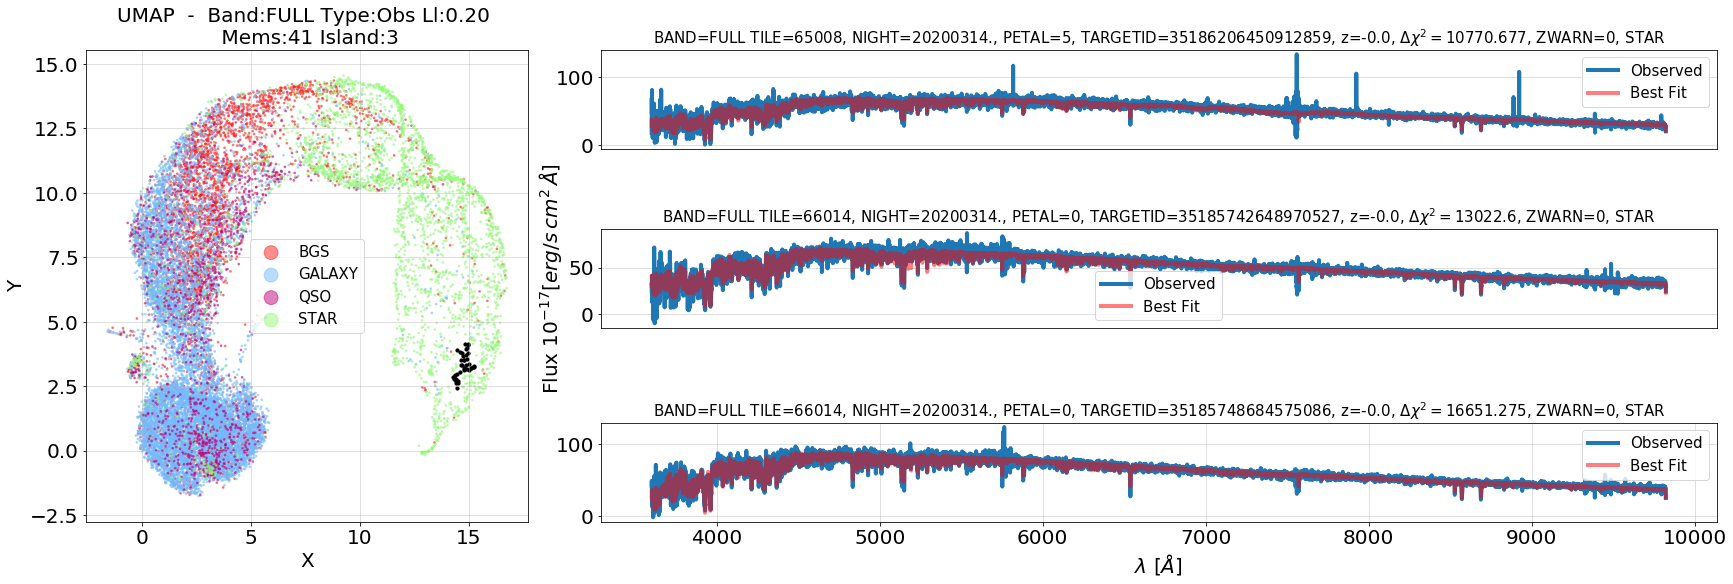 UMAP - Band:FULL Type:Obs Ll:0.20
Mems:41 Island:3
15.0
12.5
10.0
7.5
5.0
2.5
0.0
−2.5
Y
0
5
10
15
X
BGS
GALAXY
QSO
STAR
BAND=FULL TILE=65008, NIGHT=20200314., PETAL=5, TARGETID=35186206450912859, z=-0.0, Δχ² = 10770.677, ZWARN=0, STAR
100
0
Observed
Best Fit
BAND=FULL TILE=66014, NIGHT=20200314., PETAL=0, TARGETID=35185742648970527, z=-0.0, Δχ² = 13022.6, ZWARN=0, STAR
50
0
Observed
Best Fit
Flux 10⁻¹⁷[erg/s cm² Å]
BAND=FULL TILE=66014, NIGHT=20200314., PETAL=0, TARGETID=35185748684575086, z=-0.0, Δχ² = 16651.275, ZWARN=0, STAR
100
0
Observed
Best Fit
4000
5000
6000
7000
8000
9000
10000
λ [Å]